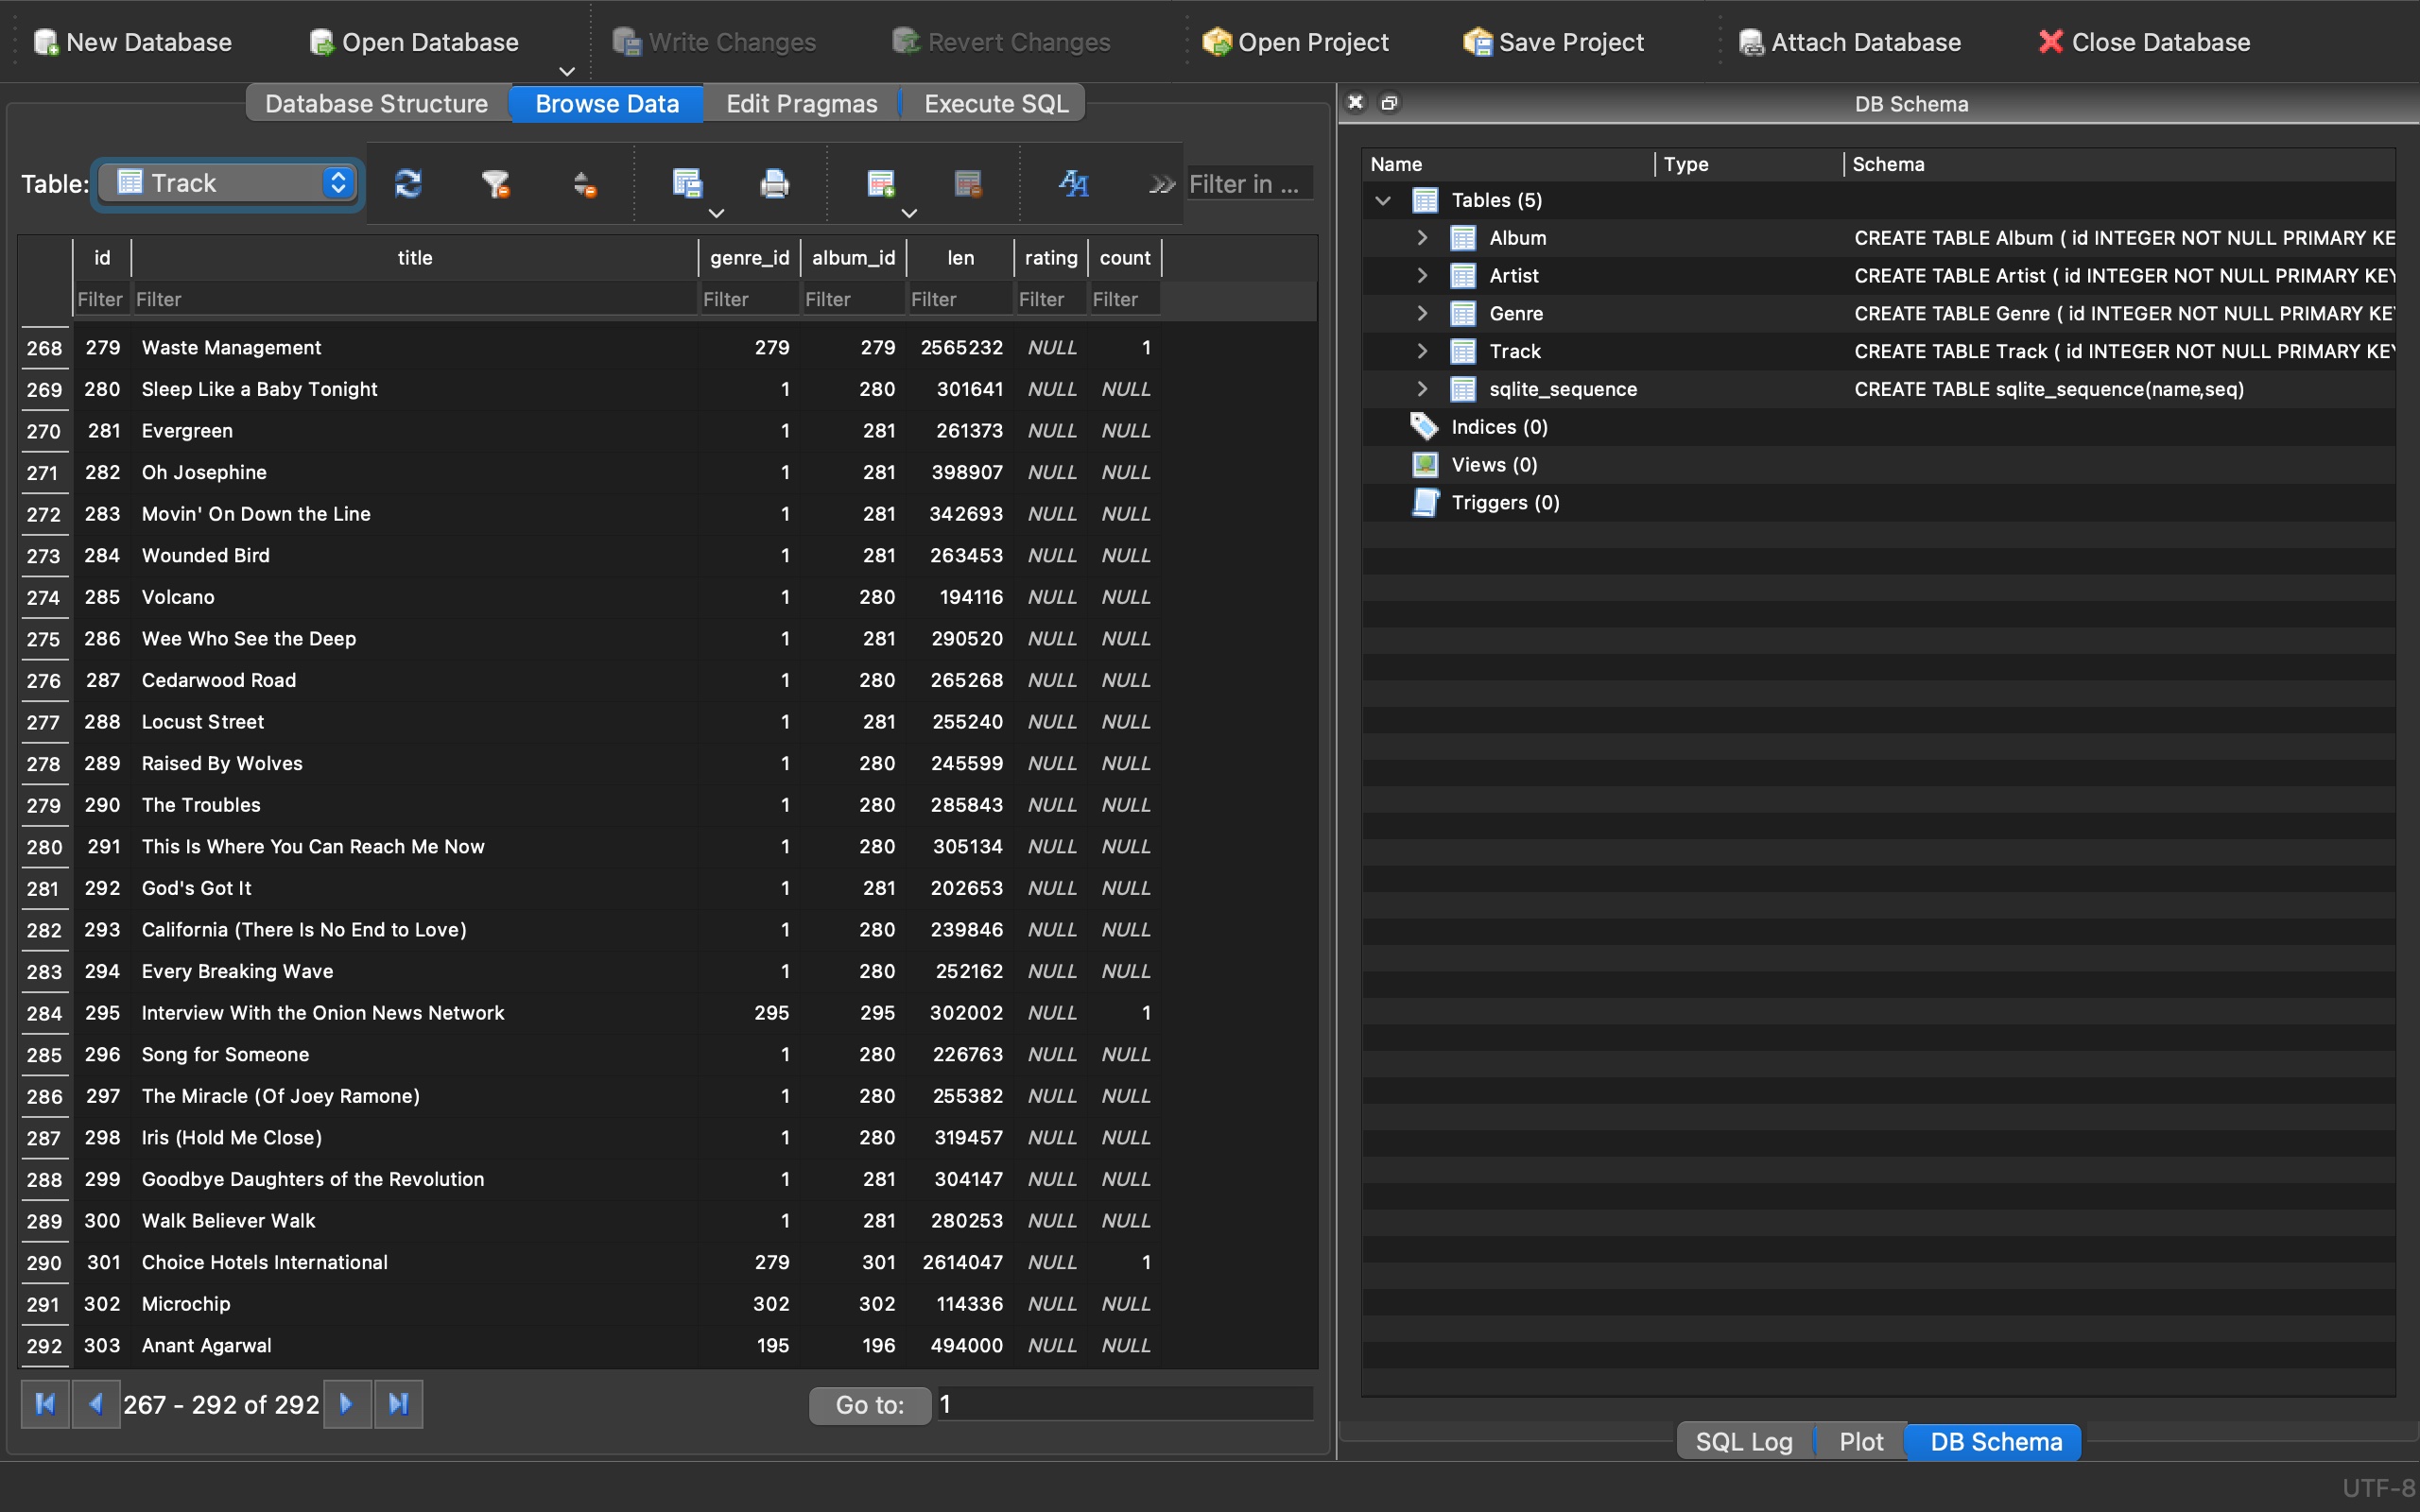 New Database Open Database Write Changes Revert Changes Open Project Save Project Attach Database Close Database
Database Structure Browse Data Edit Pragmas Execute SQL
Table: Track Filter in ...
id title genre_id album_id len rating count
Filter Filter Filter Filter Filter Filter Filter
268 279 Waste Management 279 279 2565232 NULL 1
269 280 Sleep Like a Baby Tonight 1 280 301641 NULL NULL
270 281 Evergreen 1 281 261373 NULL NULL
271 282 Oh Josephine 1 281 398907 NULL NULL
272 283 Movin' On Down the Line 1 281 342693 NULL NULL
273 284 Wounded Bird 1 281 263453 NULL NULL
274 285 Volcano 1 280 194116 NULL NULL
275 286 Wee Who See the Deep 1 281 290520 NULL NULL
276 287 Cedarwood Road 1 280 265268 NULL NULL
277 288 Locust Street 1 281 255240 NULL NULL
278 289 Raised By Wolves 1 280 245599 NULL NULL
279 290 The Troubles 1 280 285843 NULL NULL
280 291 This Is Where You Can Reach Me Now 1 280 305134 NULL NULL
281 292 God's Got It 1 281 202653 NULL NULL
282 293 California (There Is No End to Love) 1 280 239846 NULL NULL
283 294 Every Breaking Wave 1 280 252162 NULL NULL
284 295 Interview With the Onion News Network 295 295 302002 NULL 1
285 296 Song for Someone 1 280 226763 NULL NULL
286 297 The Miracle (Of Joey Ramone) 1 280 255382 NULL NULL
287 298 Iris (Hold Me Close) 1 280 319457 NULL NULL
288 299 Goodbye Daughters of the Revolution 1 281 304147 NULL NULL
289 300 Walk Believer Walk 1 281 280253 NULL NULL
290 301 Choice Hotels International 279 301 2614047 NULL 1
291 302 Microchip 302 302 114336 NULL NULL
292 303 Anant Agarwal 195 196 494000 NULL NULL
267 - 292 of 292 Go to: 1
DB Schema
Name Type Schema
Tables (5)
Album CREATE TABLE Album ( id INTEGER NOT NULL PRIMARY KE
Artist CREATE TABLE Artist ( id INTEGER NOT NULL PRIMARY KEY
Genre CREATE TABLE Genre ( id INTEGER NOT NULL PRIMARY KE
Track CREATE TABLE Track ( id INTEGER NOT NULL PRIMARY KEY
sqlite_sequence CREATE TABLE sqlite_sequence(name,seq)
Indices (0)
Views (0)
Triggers (0)
SQL Log Plot DB Schema
UTF-8